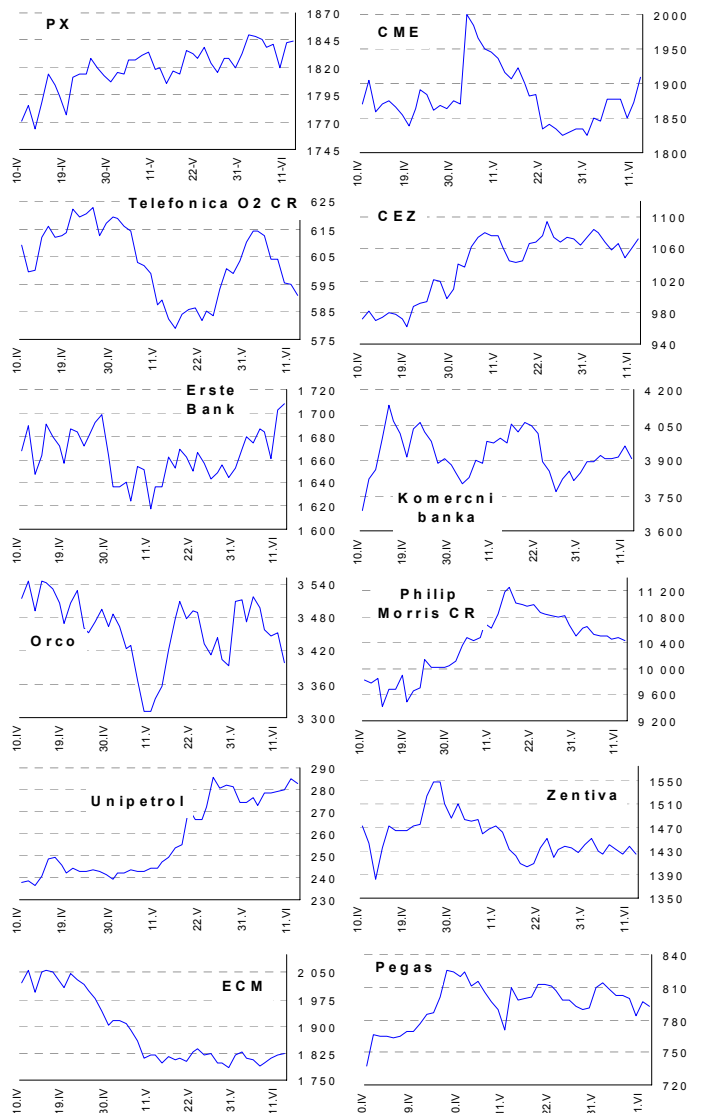 PX
1870
1845
1820
1795
1770
1745
10.IV
19.IV
30.IV
11-V
22-V
31-V
11-VI
CME
2000
1950
1900
1850
1800
10.IV
19.IV
30.IV
11.V
22.V
31.V
11.VI
Telefonica O2 CR
625
615
605
595
585
575
10.IV
19.IV
30.IV
11.V
22.V
31.V
11.VI
CEZ
1100
1060
1020
980
940
10.IV
19.IV
30.IV
11.V
22.V
31.V
11.VI
Erste
Bank
1 720
1 700
1 680
1 660
1 640
1 620
1 600
10.IV
19.IV
30.IV
11.V
22.V
31.V
11.VI
Komercni
banka
4 200
4 050
3 900
3 750
3 600
10.IV
19.IV
30.IV
11.V
22.V
31.V
11.VI
Orco
3 540
3 480
3 420
3 360
3 300
10.IV
19.IV
30.IV
11.V
22.V
31.V
11.VI
Philip
Morris CR
11 200
10 800
10 400
10 000
9 600
9 200
10.IV
19.IV
30.IV
11.V
22.V
31.V
11.VI
Unipetrol
290
280
270
260
250
240
230
10.IV
19.IV
30.IV
11.V
22.V
31.V
11.VI
Zentiva
1550
1510
1470
1430
1390
1350
10.IV
19.IV
30.IV
11.V
22.V
31.V
11.VI
ECM
2 050
1 975
1 900
1 825
1 750
10.IV
19.IV
30.IV
11.V
22.V
31.V
11.VI
Pegas
840
810
780
750
720
0.IV
9.IV
0.IV
11.V
22.V
31.V
1.VI